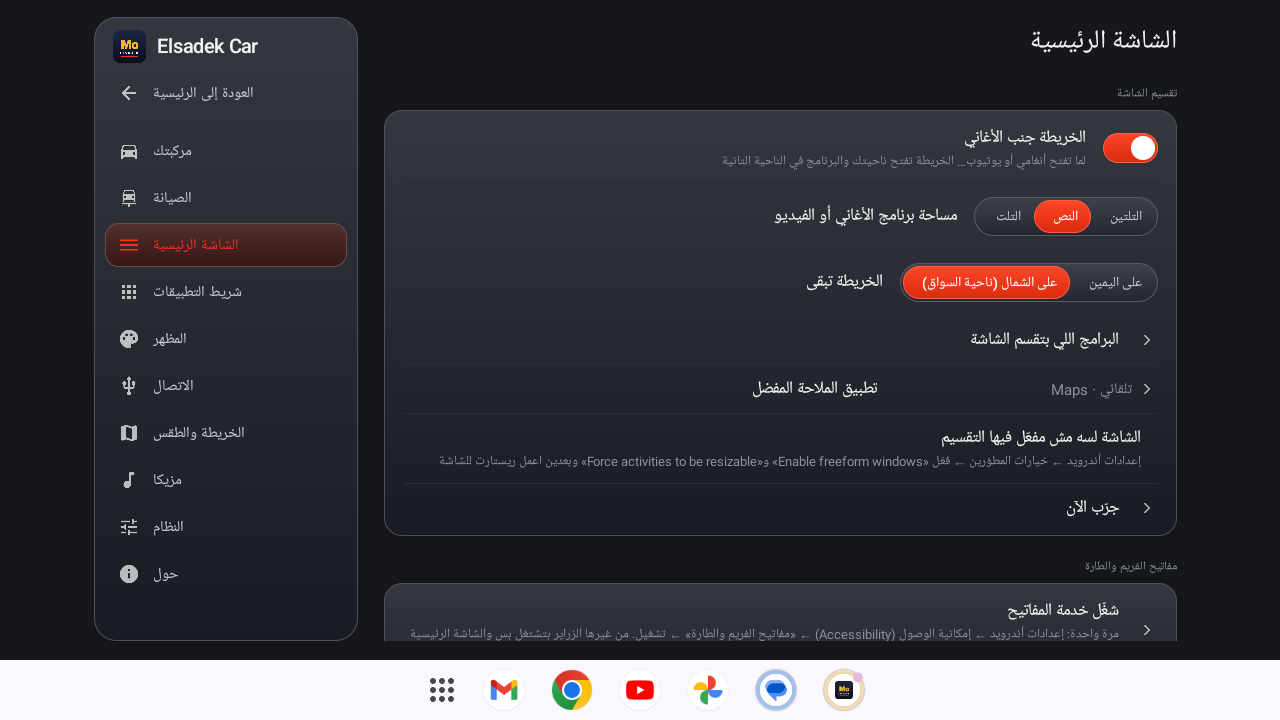 Elsadek Car
العودة إلى الرئيسية
مركبتك
الصيانة
الشاشة الرئيسية
شريط التطبيقات
المظهر
الاتصال
الخريطة والطقس
مزيكا
النظام
حول
الشاشة الرئيسية
تقسيم الشاشة
الخريطة جنب الأغاني
لما تفتح أنغامي أو يوتيوب... الخريطة تفتح ناحيتك والبرنامج في الناحية التانية
مساحة برنامج الأغاني أو الفيديو
التلت
النص
التلتين
الخريطة تبقى
على الشمال (ناحية السواق)
على اليمين
البرامج اللي بتقسم الشاشة
تطبيق الملاحة المفضل
تلقائي · Maps
الشاشة لسه مش مفعّل فيها التقسيم
إعدادات أندرويد ← خيارات المطوّرين ← فعّل «Enable freeform windows» و«Force activities to be resizable» وبعدين اعمل ريستارت للشاشة
جرّب الآن
مفاتيح الفريم والطارة
شغّل خدمة المفاتيح
مرة واحدة: إعدادات أندرويد ← إمكانية الوصول (Accessibility) ← «مفاتيح الفريم والطارة» ← تشغيل. من غيرها الزراير بتشتغل بس والشاشة الرئيسية
Mo